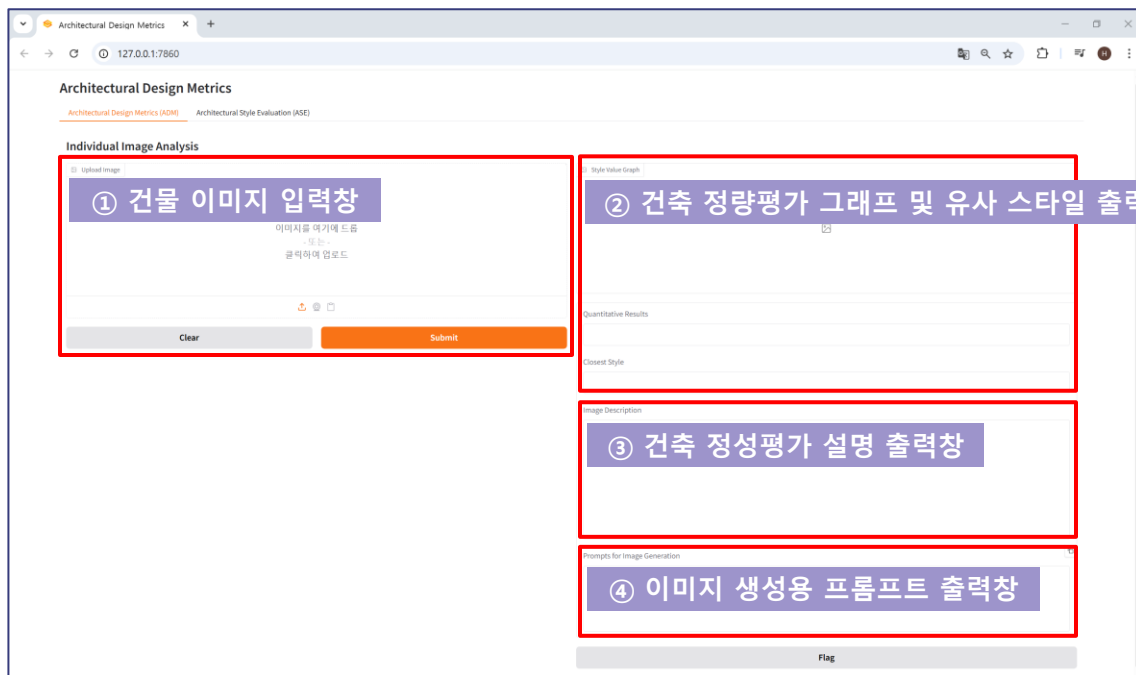 Architectural Design Metrics
127.0.0.1:7860
H
Architectural Design Metrics
Architectural Design Metrics (ADM)
Architectural Style Evaluation (ASE)
Individual Image Analysis
Upload Image
① 건물 이미지 입력창
이미지를 여기에 드롭
- 또는 -
클릭하여 업로드
Clear
Submit
Style Value Graph
② 건축 정량평가 그래프 및 유사 스타일 출력
Quantitative Results
Closest Style
Image Description
③ 건축 정성평가 설명 출력창
Prompts for Image Generation
④ 이미지 생성용 프롬프트 출력창
Flag